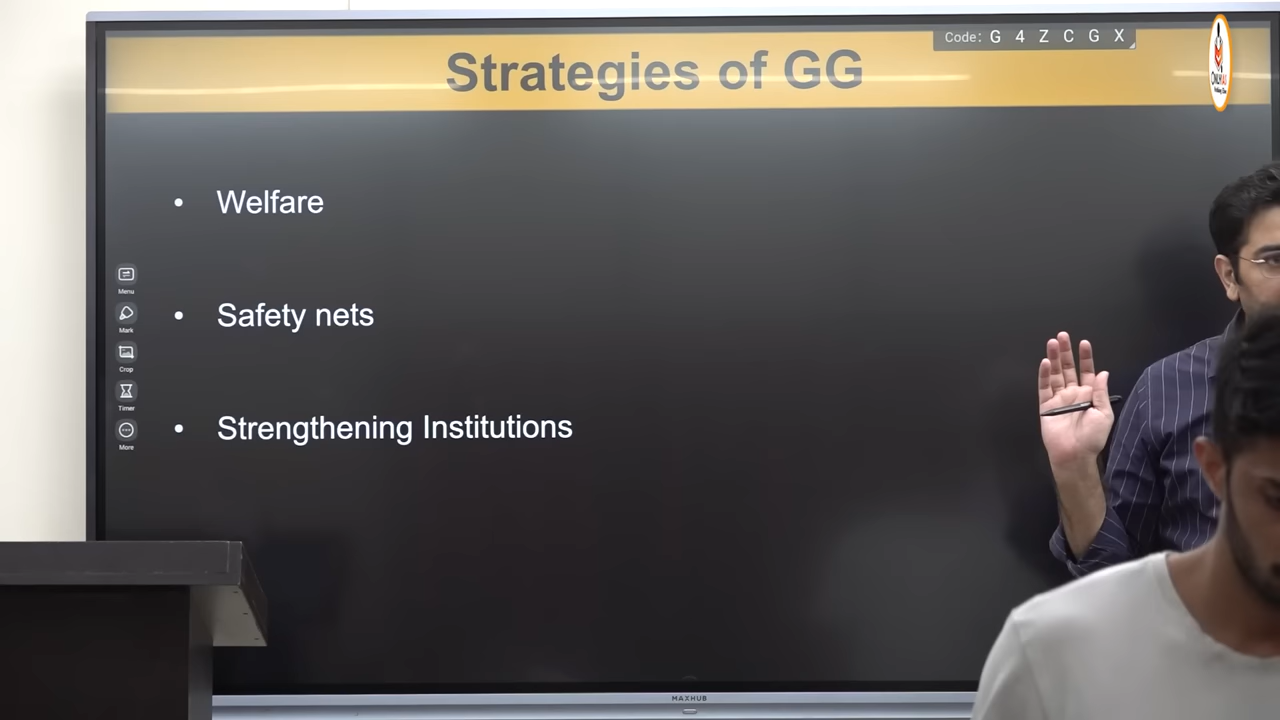 Code: G 4 Z C G X
Strategies of GG
• Welfare
• Safety nets
• Strengthening Institutions
Menu
Mark
Crop
Timer
More
MAXHUB